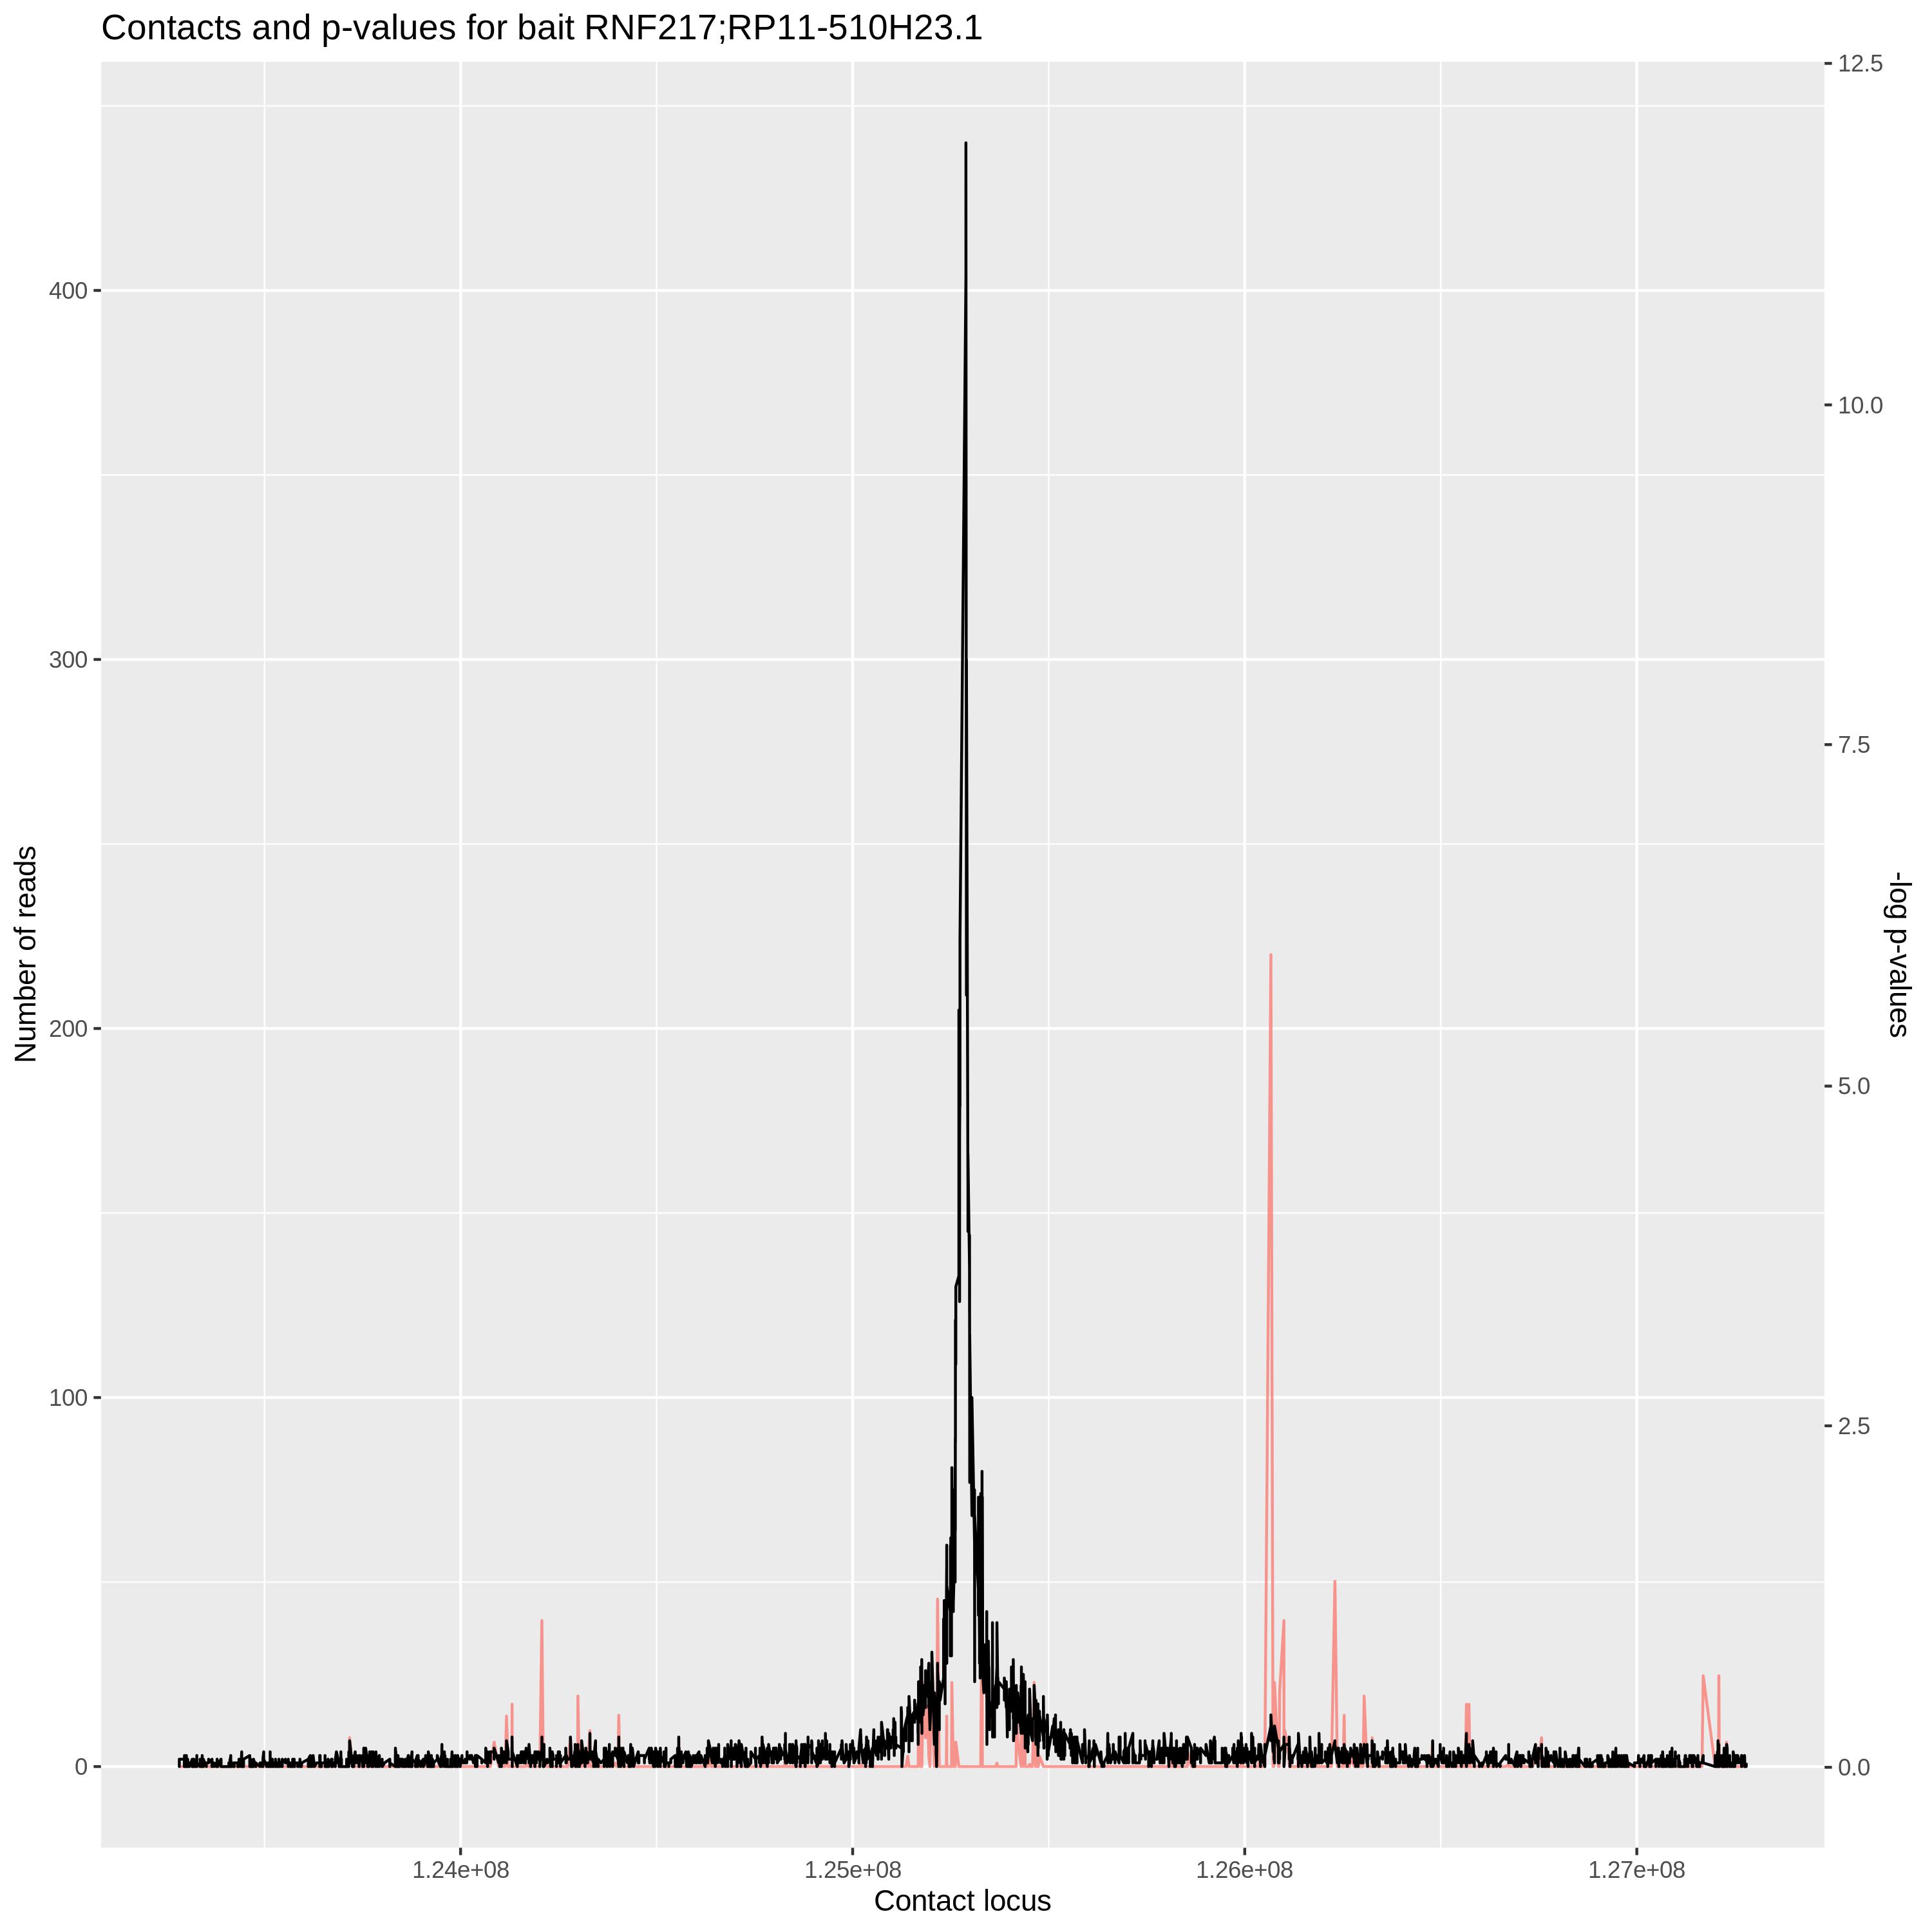 Contacts and p-values for bait RNF217;RP11-510H23.1
400
300
200
100
0
Number of reads
12.5
10.0
7.5
5.0
2.5
0.0
-log p-values
1.24e+08
1.25e+08
1.26e+08
1.27e+08
Contact locus